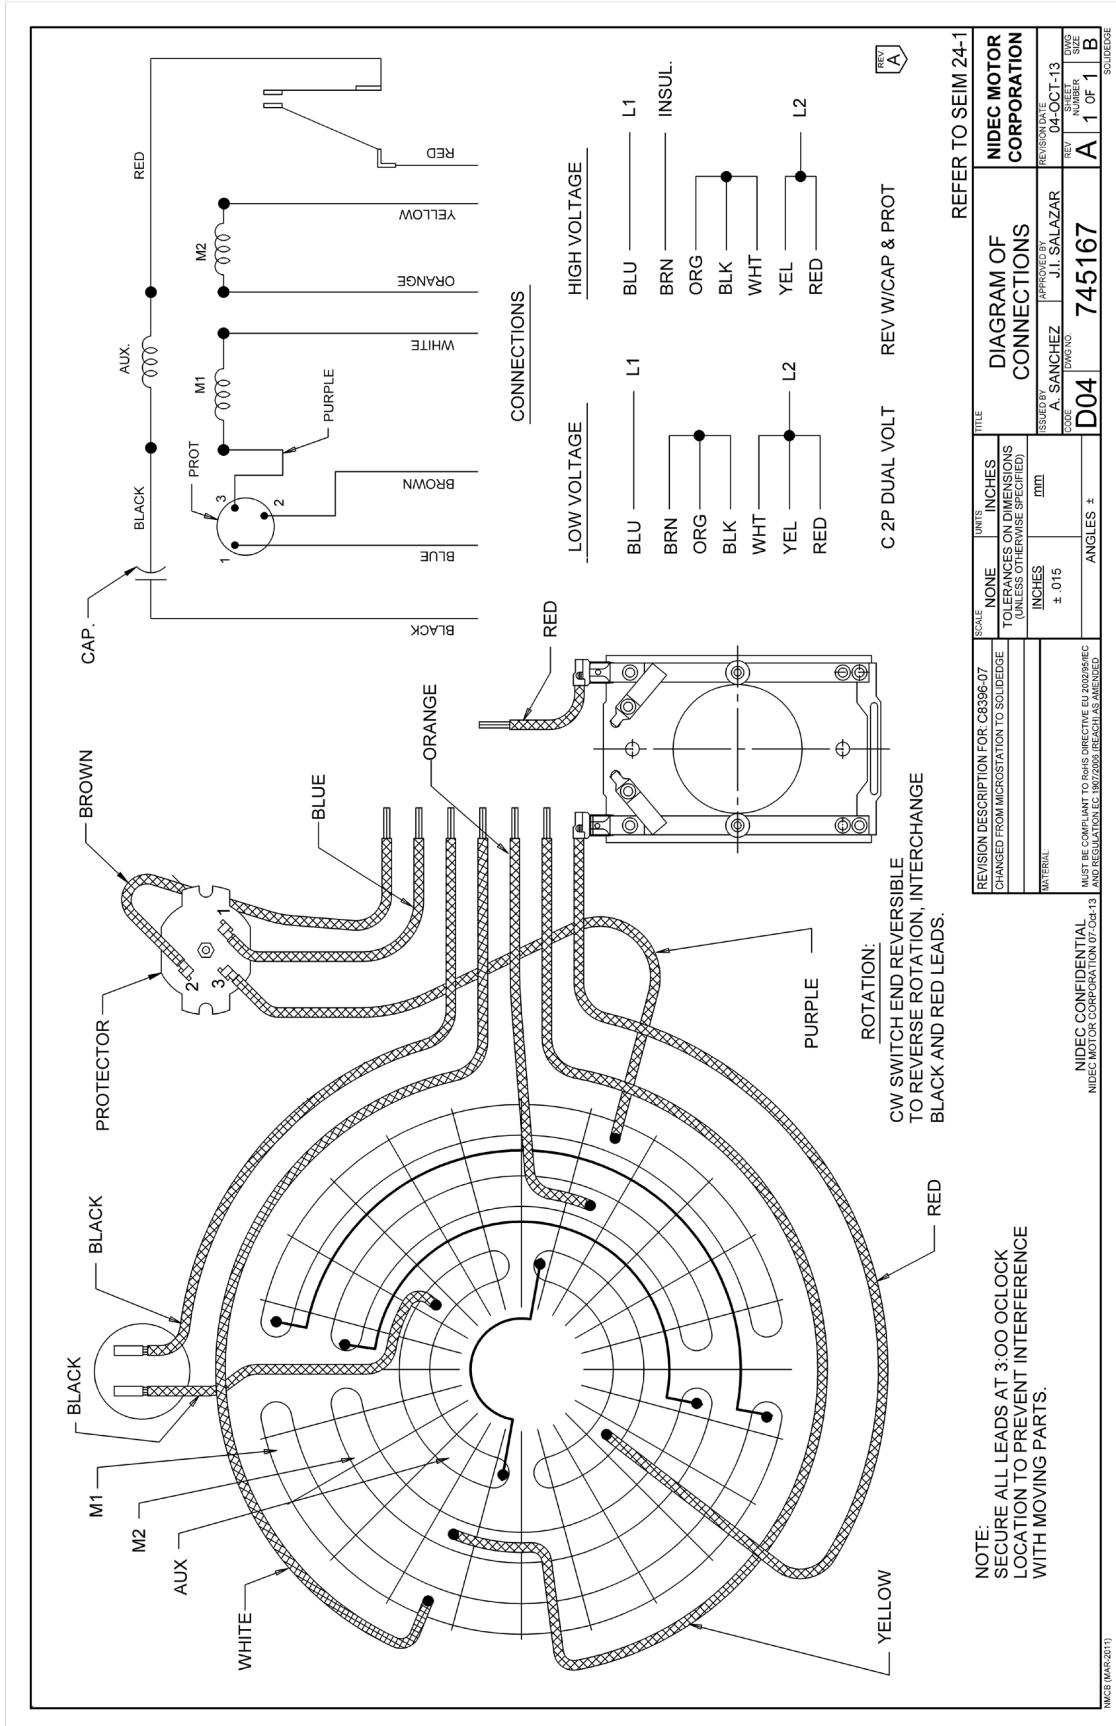 CAP.
BLACK
AUX.
RED
PROT
M1
M2
3
1
2
PURPLE
BLACK
BLUE
BROWN
WHITE
ORANGE
YELLOW
RED
CONNECTIONS
LOW VOLTAGE
BLU
L1
BRN
ORG
BLK
WHT
YEL
L2
RED
HIGH VOLTAGE
BLU
L1
BRN
INSUL.
ORG
BLK
WHT
YEL
L2
RED
C 2P DUAL VOLT
REV W/CAP & PROT
REV
A
BLACK
BLACK
PROTECTOR
BROWN
1
2
3
BLUE
ORANGE
RED
M1
M2
AUX
WHITE
YELLOW
RED
PURPLE
ROTATION:
CW SWITCH END REVERSIBLE
TO REVERSE ROTATION, INTERCHANGE
BLACK AND RED LEADS.
NOTE:
SECURE ALL LEADS AT 3:OO OCLOCK
LOCATION TO PREVENT INTERFERENCE
WITH MOVING PARTS.
REFER TO SEIM 24-1
REVISION DESCRIPTION FOR: C8396-07
CHANGED FROM MICROSTATION TO SOLIDEDGE
MATERIAL:
MUST BE COMPLIANT TO RoHS DIRECTIVE EU 2002/95/EC
AND REGULATION EC 1907/2006 (REACH) AS AMENDED
SCALE
NONE
UNITS
INCHES
TOLERANCES ON DIMENSIONS
(UNLESS OTHERWISE SPECIFIED)
INCHES
mm
± .015
ANGLES ±
TITLE
DIAGRAM OF
CONNECTIONS
NIDEC MOTOR
CORPORATION
ISSUED BY
A. SANCHEZ
APPROVED BY
J.I. SALAZAR
REVISION DATE
04-OCT-13
CODE
D04
DWG NO.
745167
REV
A
SHEET
NUMBER
1 OF 1
DWG
SIZE
B
NIDEC CONFIDENTIAL
NIDEC MOTOR CORPORATION 07-Oct-13
NMCB (MAR-2011)
SOLIDEDGE